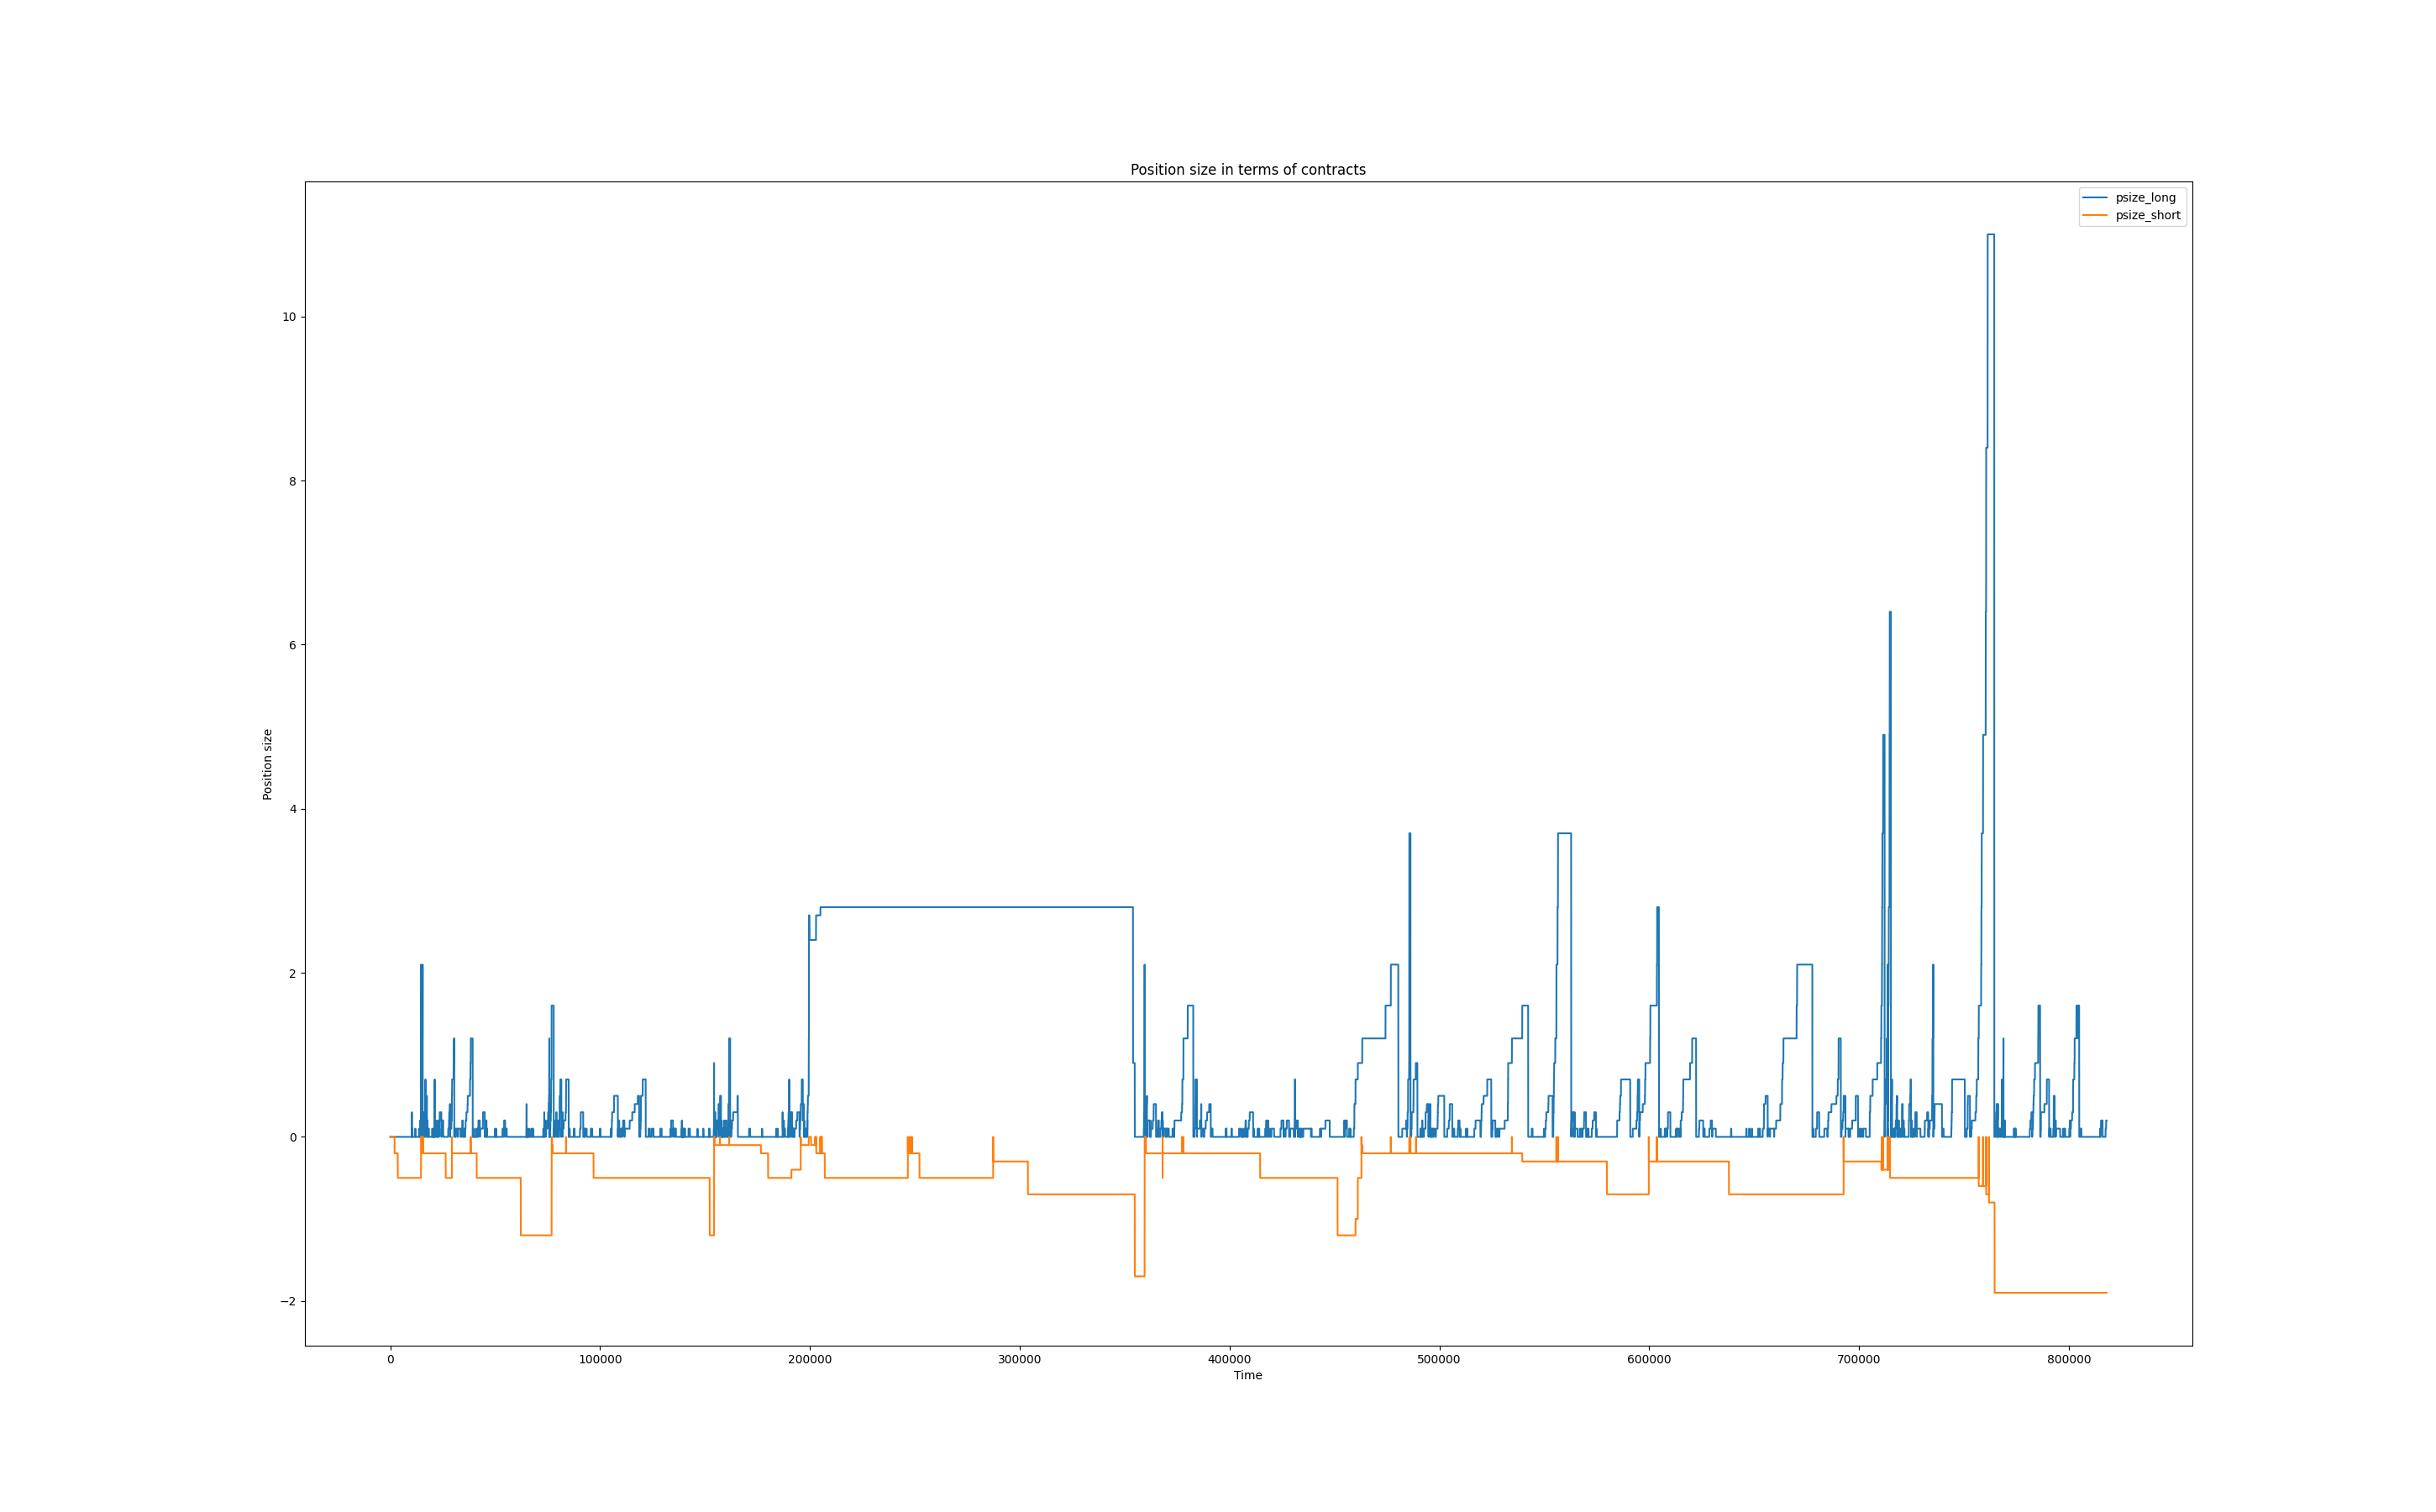 Position size in terms of contracts
psize_long
psize_short
10
8
6
4
2
0
−2
Position size
0 100000 200000 300000 400000 500000 600000 700000 800000
Time